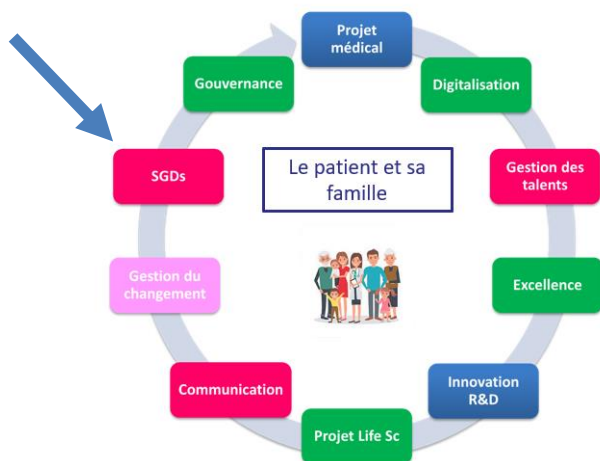 Projet
médical
Digitalisation
Gestion des
talents
Excellence
Innovation
R&D
Projet Life Sc
Communication
Gestion du
changement
SGDs
Gouvernance
Le patient et sa
famille